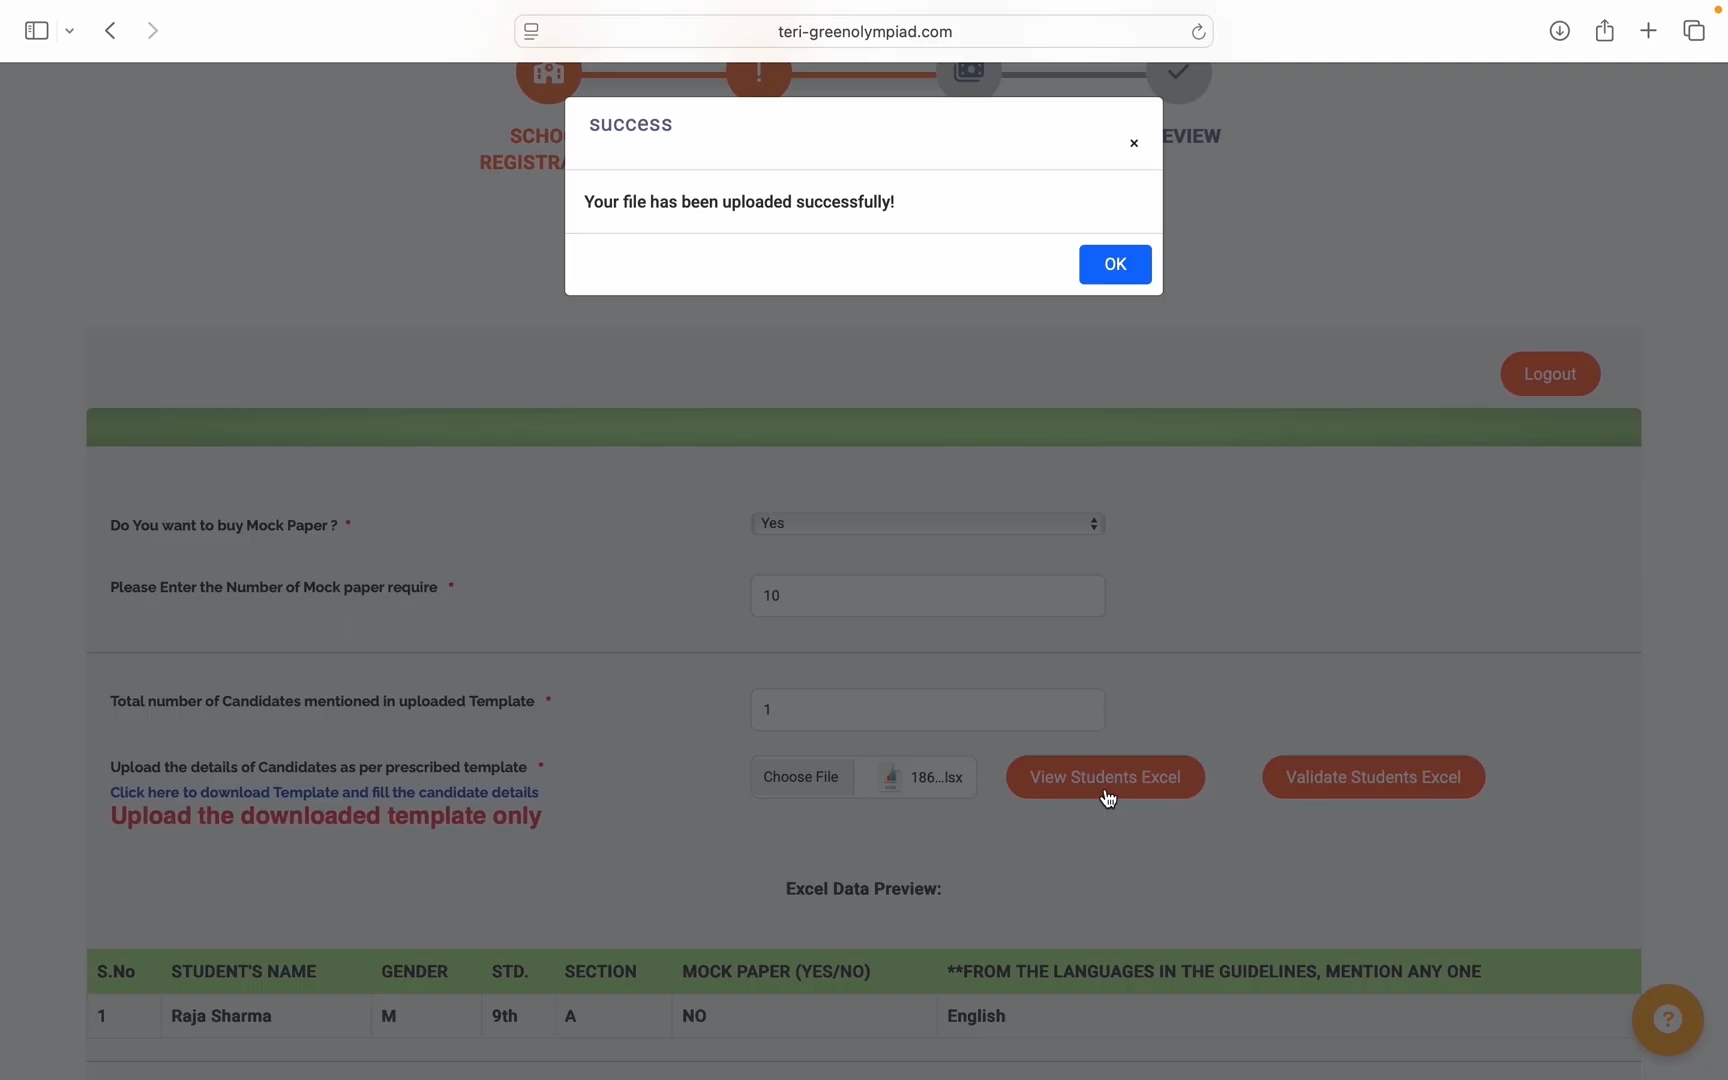 teri-greenolympiad.com
SCHO
REGISTRA
EVIEW
success
×
Your file has been uploaded successfully!
OK
Logout
Do You want to buy Mock Paper ? *
Yes
Please Enter the Number of Mock paper require *
10
Total number of Candidates mentioned in uploaded Template *
1
Upload the details of Candidates as per prescribed template *
Click here to download Template and fill the candidate details
Upload the downloaded template only
Choose File 186...lsx
View Students Excel
Validate Students Excel
Excel Data Preview:
S.No STUDENT'S NAME GENDER STD. SECTION MOCK PAPER (YES/NO) **FROM THE LANGUAGES IN THE GUIDELINES, MENTION ANY ONE
1 Raja Sharma M 9th A NO English
?